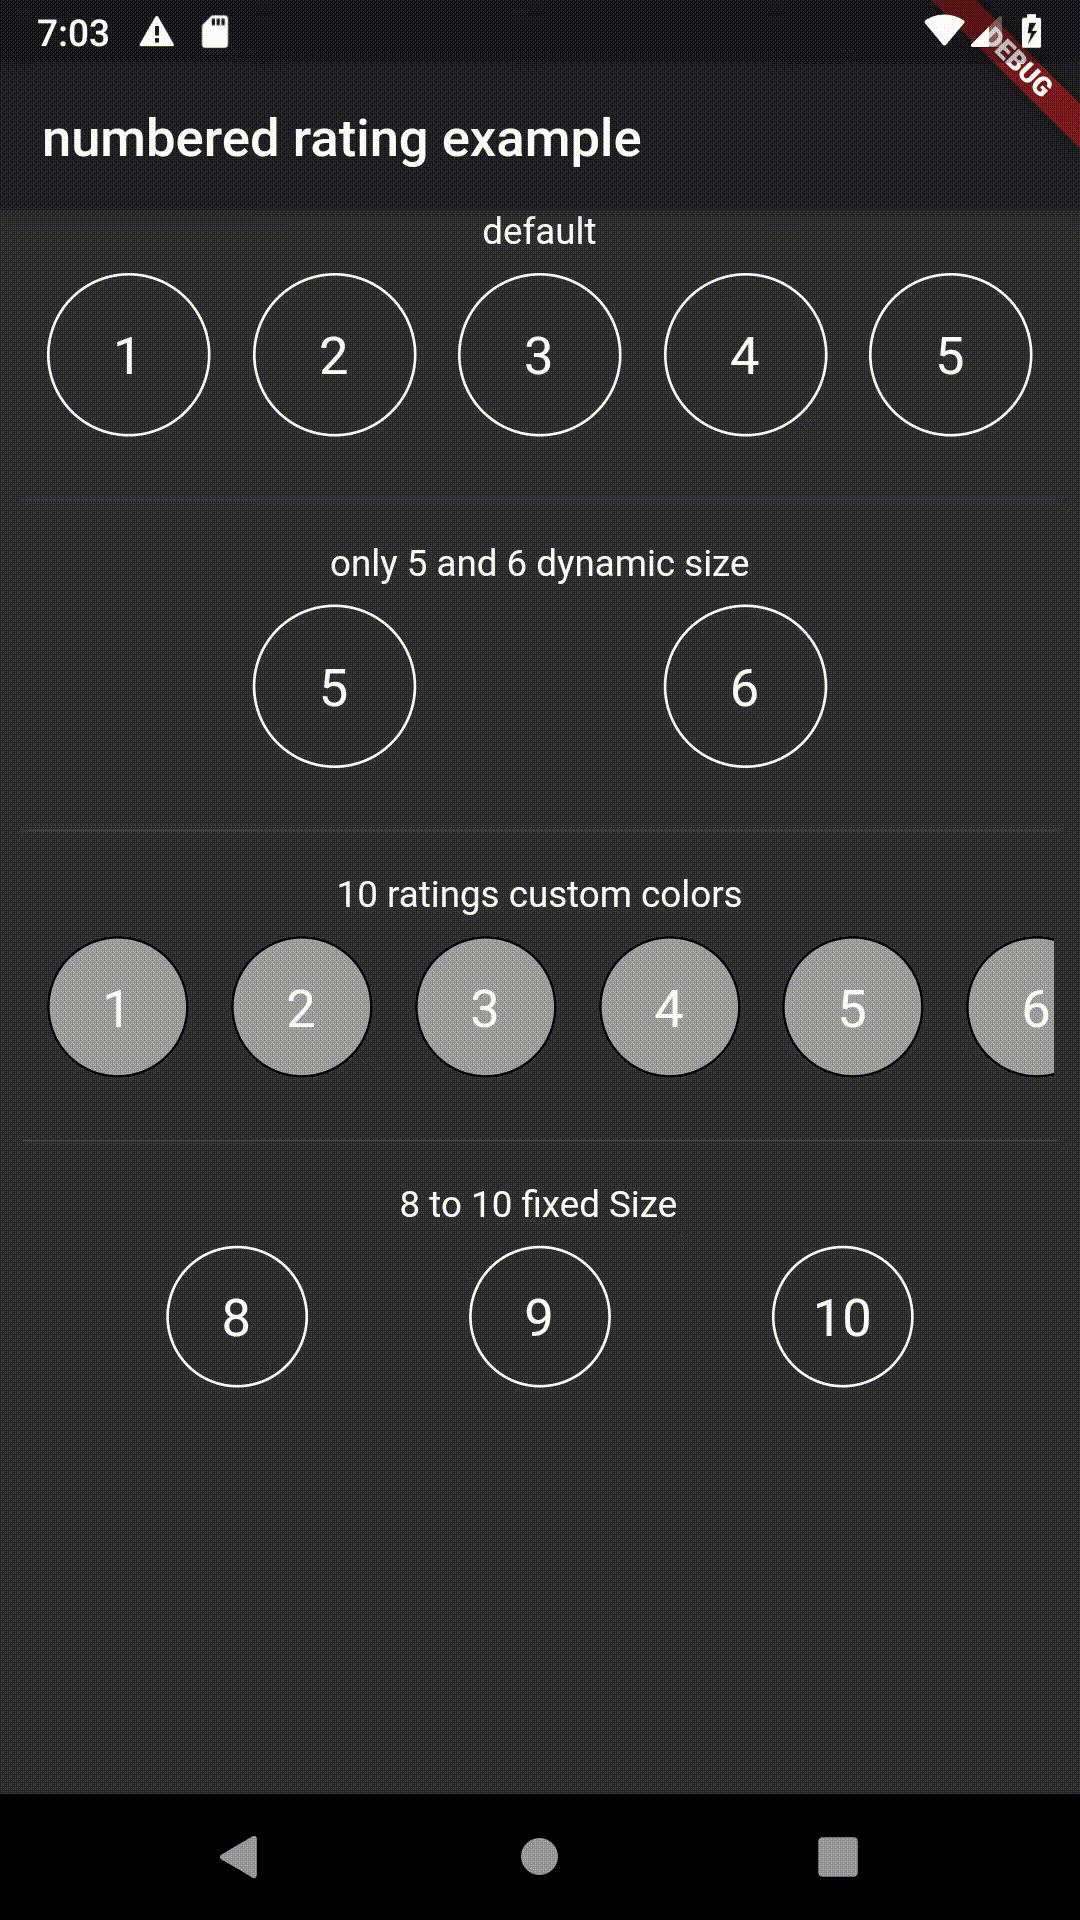 7:03
DEBUG
numbered rating example
default
1 2 3 4 5
only 5 and 6 dynamic size
5 6
10 ratings custom colors
1 2 3 4 5 6
8 to 10 fixed Size
8 9 10